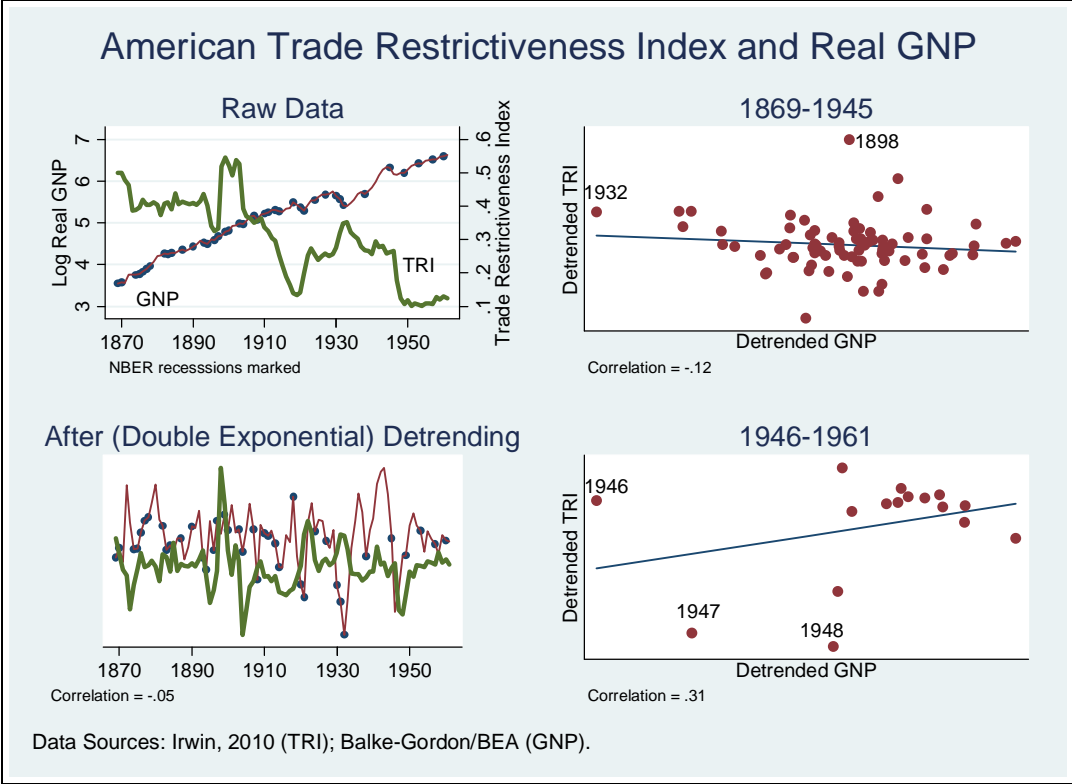 American Trade Restrictiveness Index and Real GNP
Raw Data
Log Real GNP
7
6
5
4
3
Trade Restrictiveness Index
.6
.5
.4
.3
.2
.1
TRI
GNP
1870 1890 1910 1930 1950
NBER recesssions marked
1869-1945
Detrended TRI
1898
1932
Detrended GNP
Correlation = -.12
After (Double Exponential) Detrending
1870 1890 1910 1930 1950
Correlation = -.05
1946-1961
Detrended TRI
1946
1947
1948
Detrended GNP
Correlation = .31
Data Sources: Irwin, 2010 (TRI); Balke-Gordon/BEA (GNP).